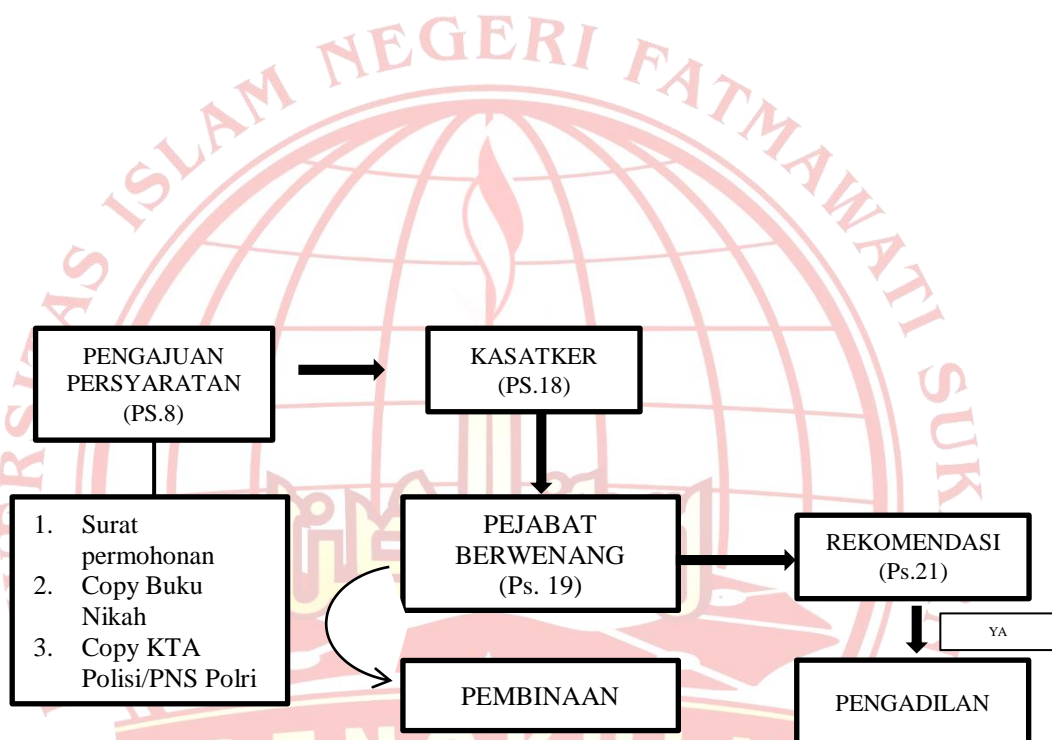 NEGERI FATMAWATI SUK
ISLAM
PENGAJUAN
PERSYARATAN
(PS.8)
KASATKER
(PS.18)
1. Surat
permohonan
2. Copy Buku
Nikah
3. Copy KTA
Polisi/PNS Polri
PEJABAT
BERWENANG
(Ps. 19)
REKOMENDASI
(Ps.21)
YA
PEMBINAAN
PENGADILAN